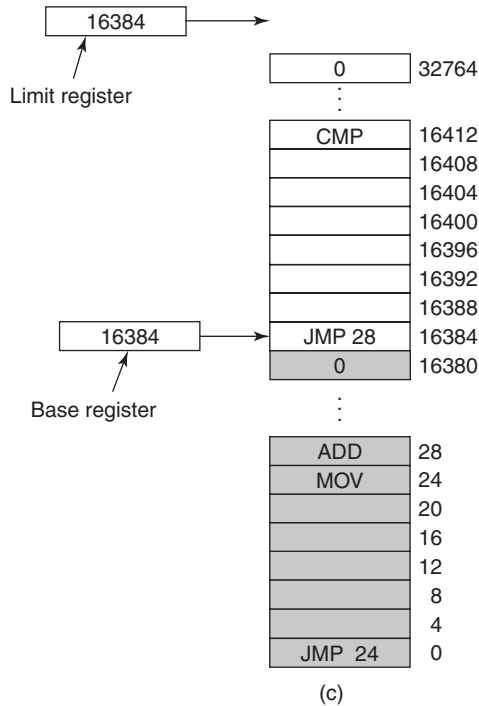 16384
Limit register
0 32764
CMP 16412
16408
16404
16400
16396
16392
16388
16384 JMP 28 16384
0 16380
Base register
ADD 28
MOV 24
20
16
12
8
4
JMP 24 0
(c)